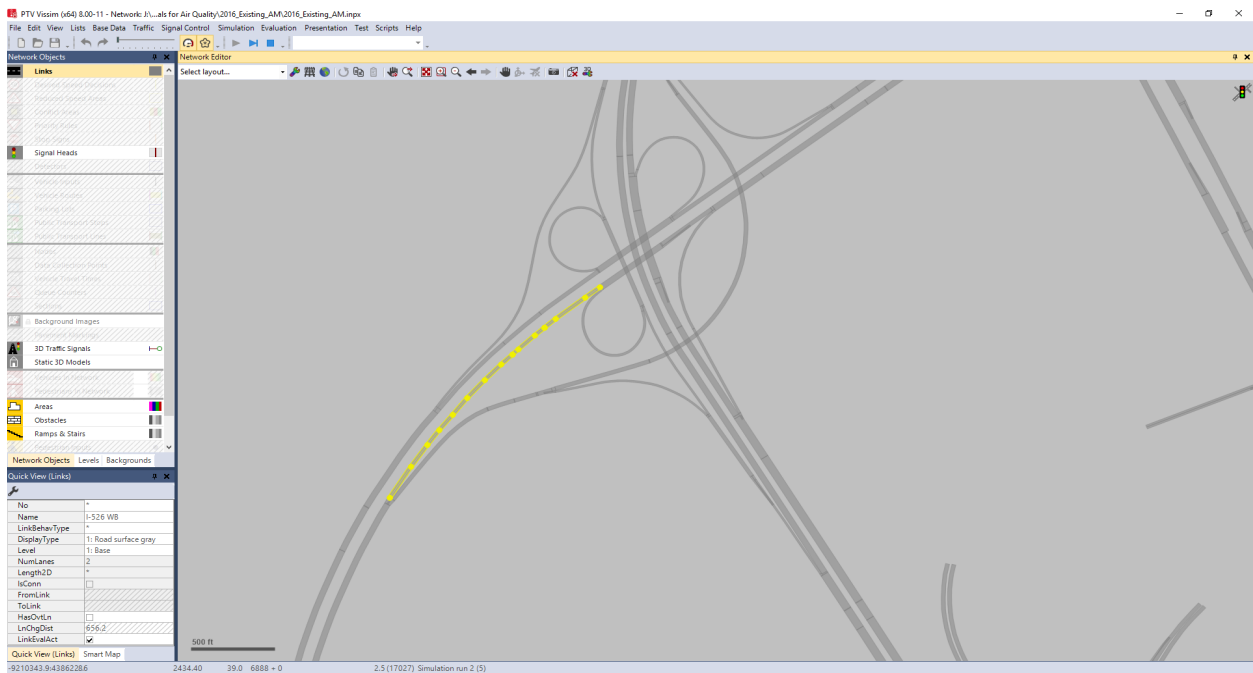 PTV Vissim (x64) 8.00-11 - Network: J:\...als for Air Quality\2016_Existing_AM\2016_Existing_AM.inpx
File Edit View Lists Base Data Traffic Signal Control Simulation Evaluation Presentation Test Scripts Help
Network Objects
Network Editor
Links
Select layout...
Signal Heads
Background Images
3D Traffic Signals
Static 3D Models
Areas
Obstacles
Ramps & Stairs
Network Objects Levels Backgrounds
Quick View (Links)
No *
Name I-526 WB
LinkBehavType *
DisplayType 1: Road surface gray
Level 1: Base
NumLanes 2
Length2D *
IsConn
FromLink
ToLink
HasOvtLn
LnChgDist 656.2
LinkEvalAct
Quick View (Links) Smart Map
500 ft
-9210343.9:4386228.6 2434.40 39.0 6888 + 0 2.5 (17027) Simulation run 2 (5)